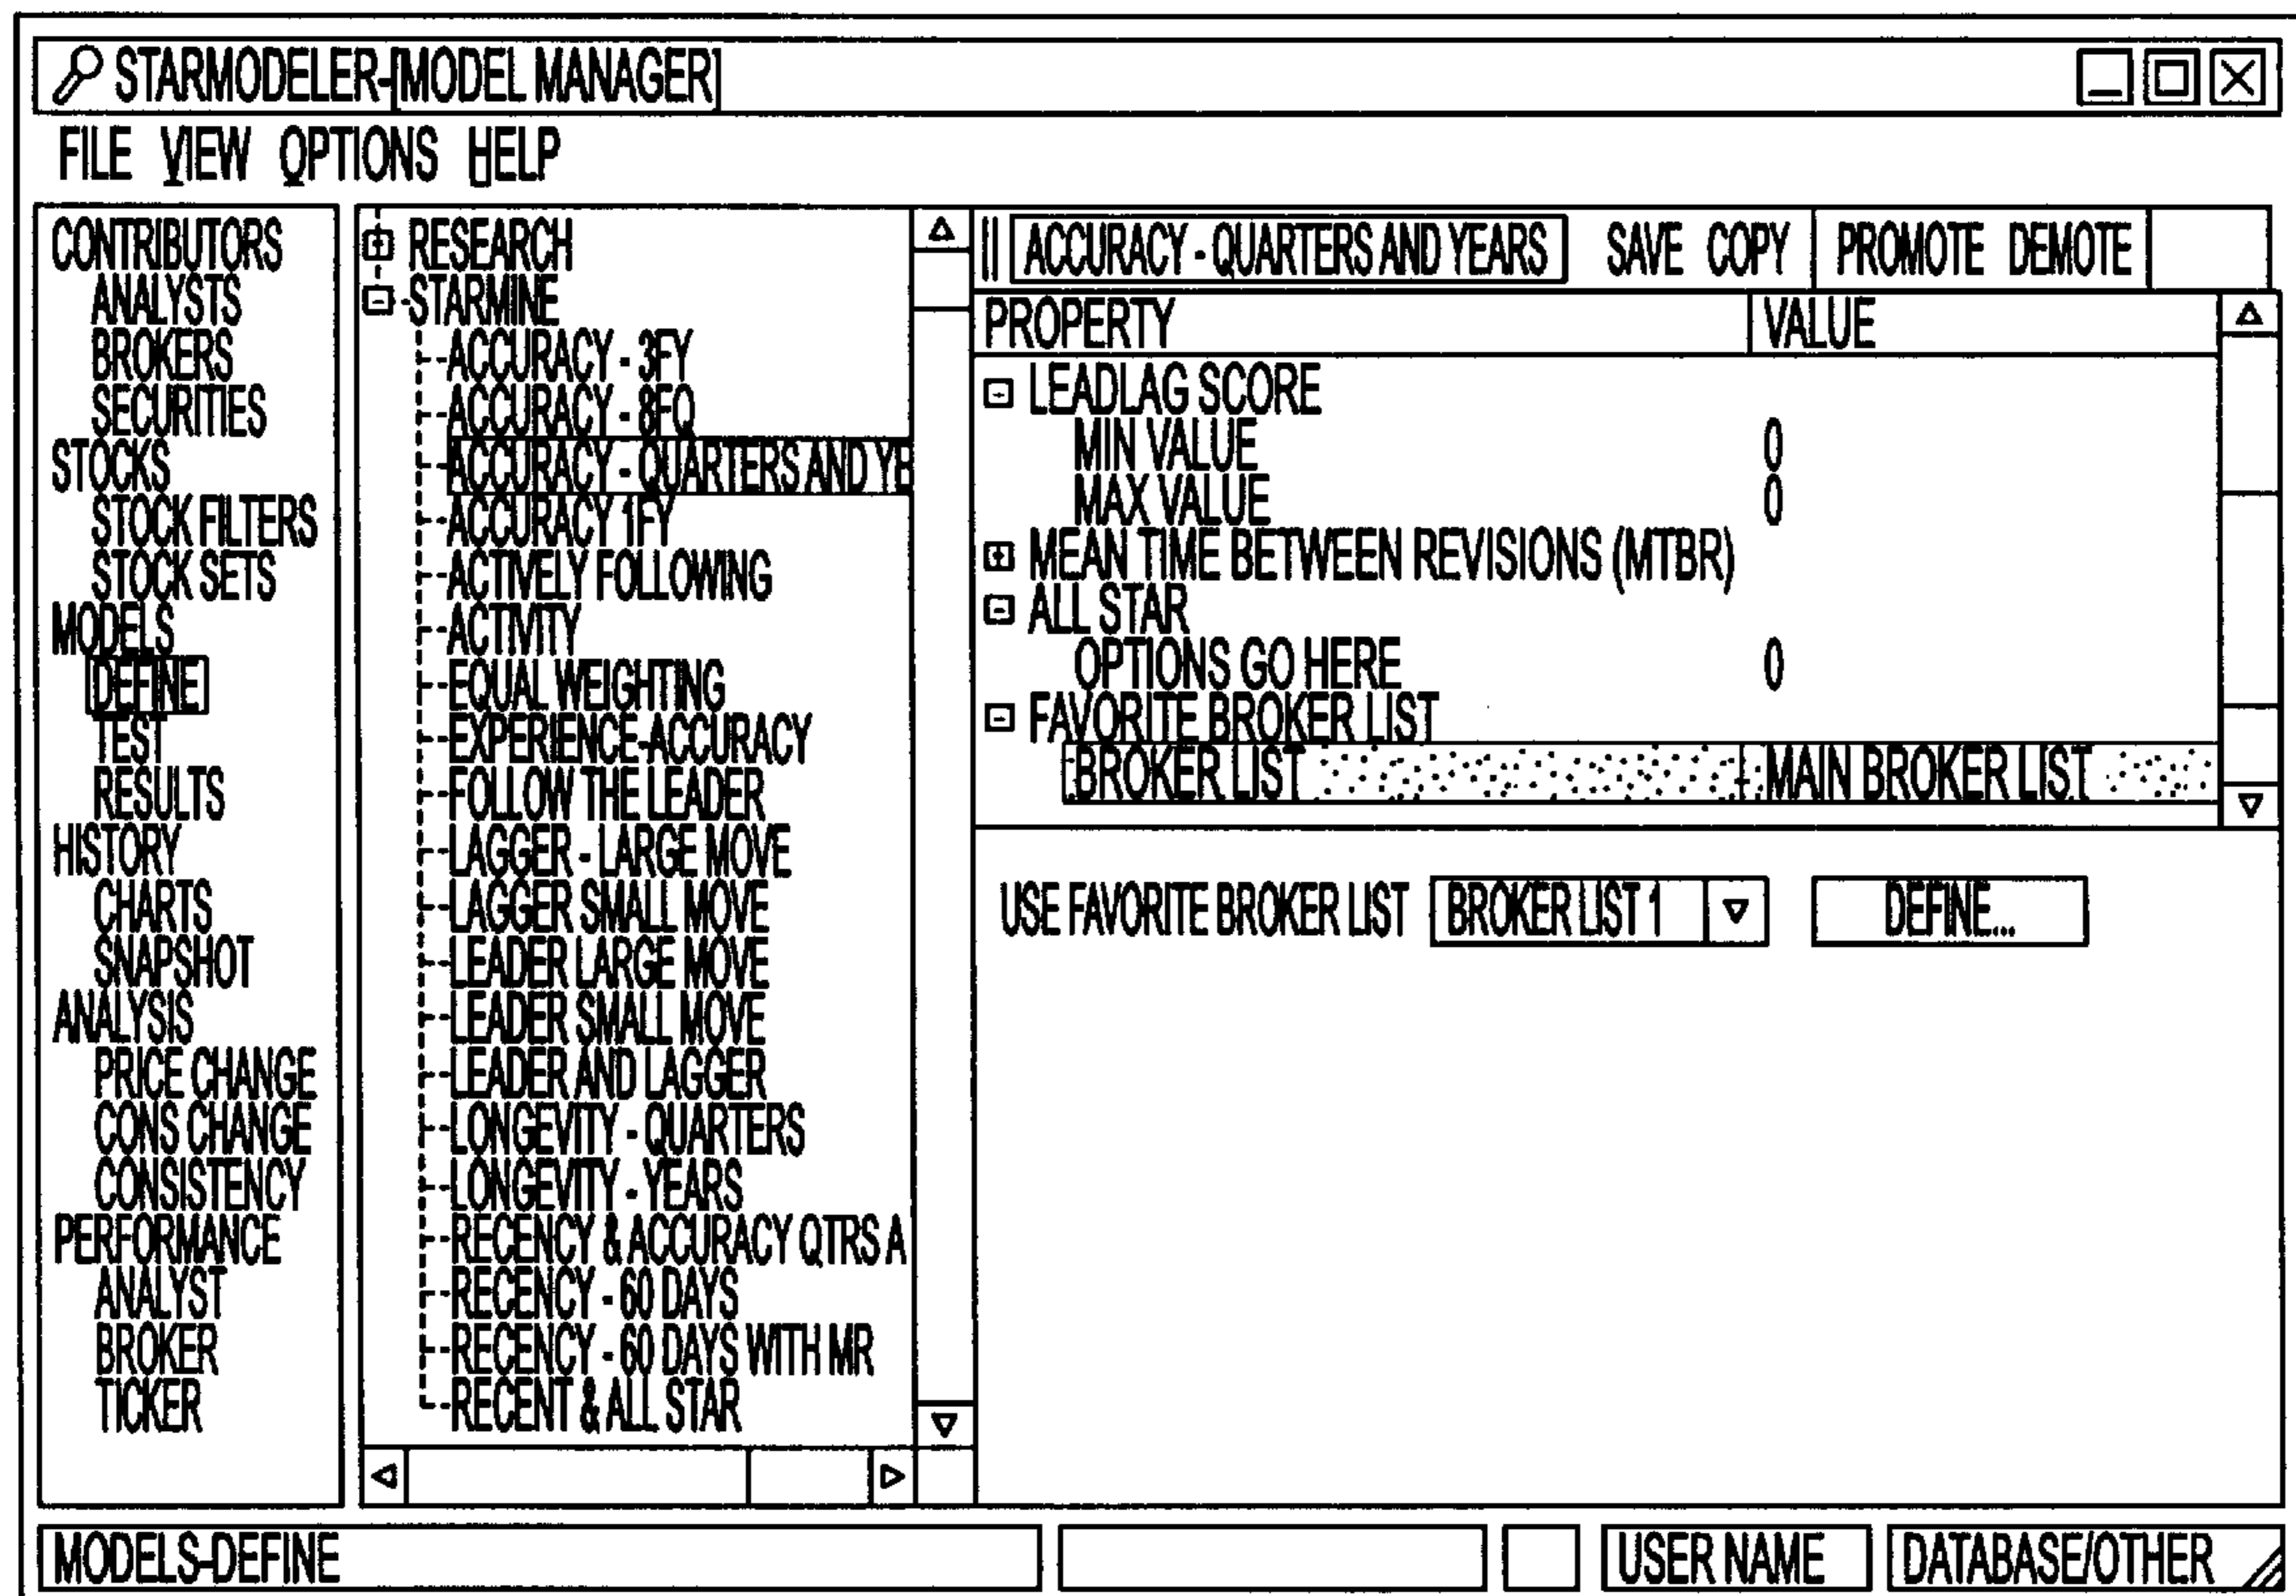 STARMODELER-[MODEL MANAGER]
FILE VIEW OPTIONS HELP
CONTRIBUTORS
ANALYSTS
BROKERS
SECURITIES
STOCKS
STOCK FILTERS
STOCK SETS
MODELS
DEFINE
TEST
RESULTS
HISTORY
CHARTS
SNAPSHOT
ANALYSIS
PRICE CHANGE
CONS CHANGE
CONSISTENCY
PERFORMANCE
ANALYST
BROKER
TICKER
RESEARCH
STARMINE
ACCURACY - 3FY
ACCURACY - 8FQ
ACCURACY - QUARTERS AND YE
ACCURACY 1FY
ACTIVELY FOLLOWING
ACTIVITY
EQUAL WEIGHTING
EXPERIENCE-ACCURACY
FOLLOW THE LEADER
LAGGER - LARGE MOVE
LAGGER SMALL MOVE
LEADER LARGE MOVE
LEADER SMALL MOVE
LEADER AND LAGGER
LONGEVITY - QUARTERS
LONGEVITY - YEARS
RECENCY & ACCURACY QTRS A
RECENCY - 60 DAYS
RECENCY - 60 DAYS WITH MR
RECENT & ALL STAR
ACCURACY - QUARTERS AND YEARS SAVE COPY PROMOTE DEMOTE
PROPERTY VALUE
LEADLAG SCORE
MIN VALUE 0
MAX VALUE 0
MEAN TIME BETWEEN REVISIONS (MTBR)
ALL STAR
OPTIONS GO HERE 0
FAVORITE BROKER LIST
BROKER LIST MAIN BROKER LIST
USE FAVORITE BROKER LIST BROKER LIST 1 DEFINE...
MODELS-DEFINE USER NAME DATABASE/OTHER